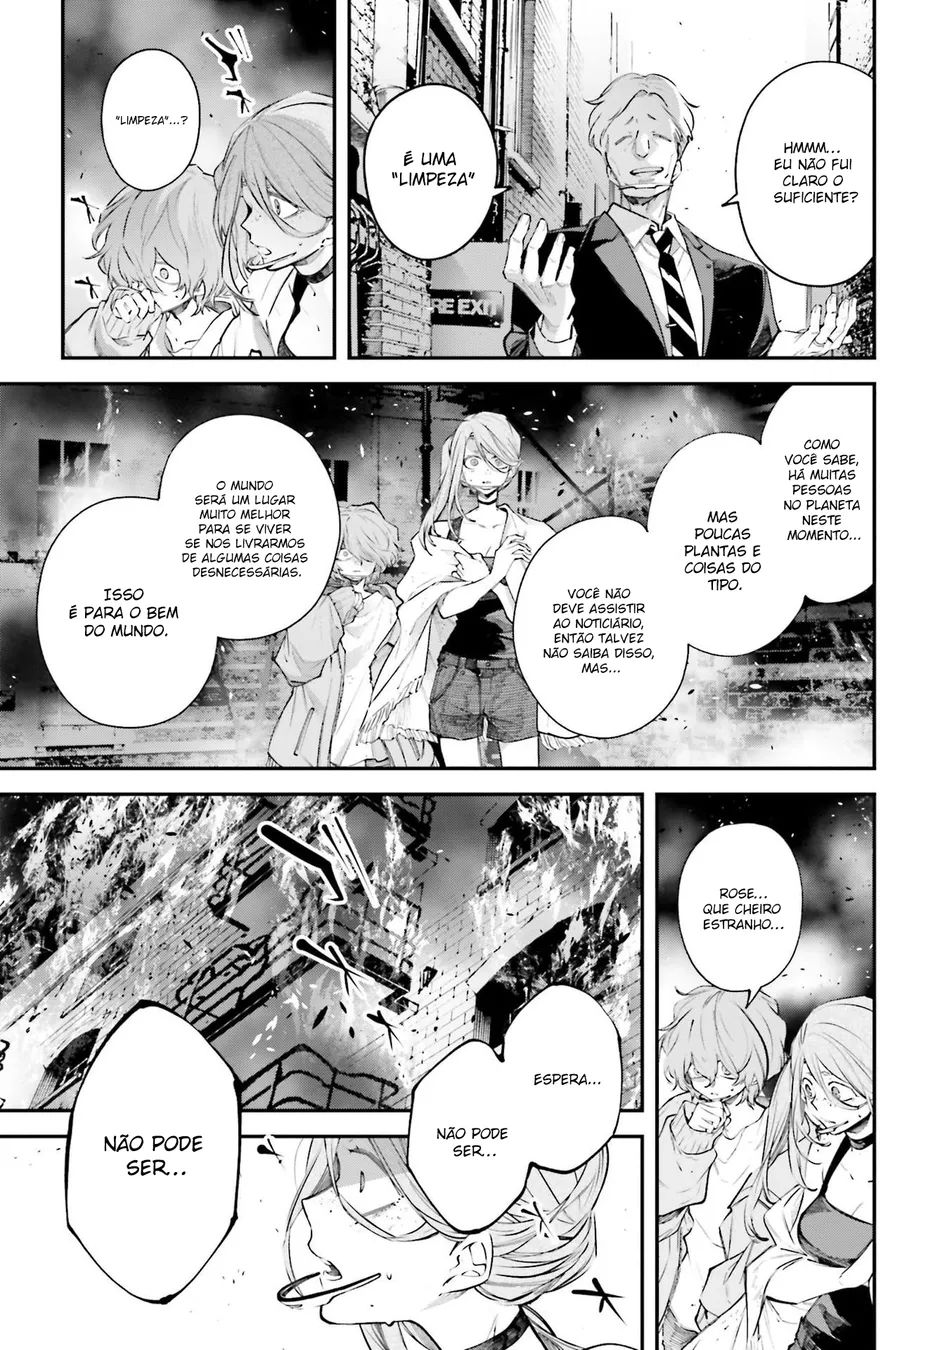 HMMM...
EU NÃO FUI
CLARO O
SUFICIENTE?
É UMA
"LIMPEZA"
RE EXIT
"LIMPEZA"...?
COMO
VOCÊ SABE,
HÁ MUITAS
PESSOAS
NO PLANETA
NESTE
MOMENTO...
MAS
POUCAS
PLANTAS E
COISAS DO
TIPO.
VOCÊ NÃO
DEVE ASSISTIR
AO NOTICIÁRIO,
ENTÃO TALVEZ
NÃO SAIBA DISSO,
MAS...
O MUNDO
SERÁ UM LUGAR
MUITO MELHOR
PARA SE VIVER
SE NOS LIVRARMOS
DE ALGUMAS COISAS
DESNECESSÁRIAS.
ISSO
É PARA O BEM
DO MUNDO.
ROSE...
QUE CHEIRO
ESTRANHO...
ESPERA...
NÃO PODE
SER...
NÃO PODE
SER...